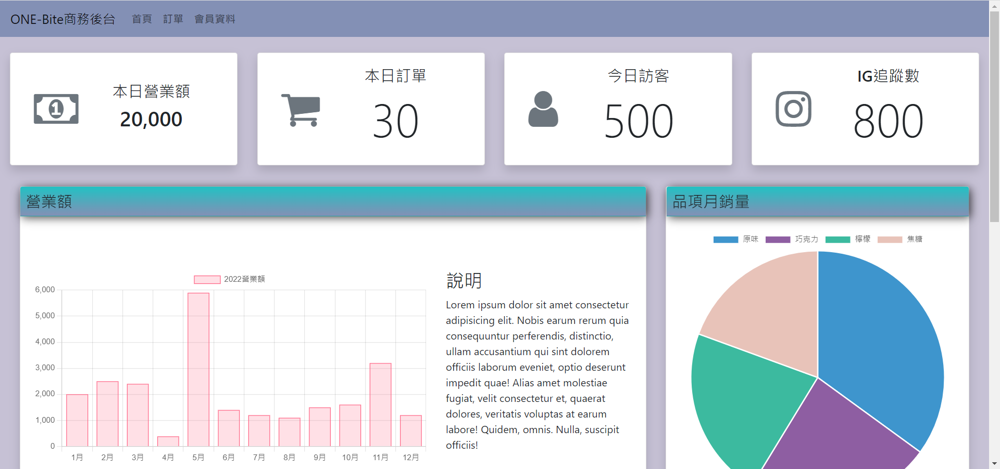 ONE-Bite商務後台 首頁 訂單 會員資料
本日營業額
20,000
本日訂單
30
今日訪客
500
IG追蹤數
800
營業額
2022營業額
6,000
5,000
4,000
3,000
2,000
1,000
0
1月 2月 3月 4月 5月 6月 7月 8月 9月 10月 11月 12月
說明
Lorem ipsum dolor sit amet consectetur
adipisicing elit. Nobis earum rerum quia
consequuntur perferendis, distinctio,
ullam accusantium qui sint dolorem
officiis laborum eveniet, optio deserunt
impedit quae! Alias amet molestiae
fugiat, velit consectetur et, quaerat
dolores, veritatis voluptas at earum
labore! Quidem, omnis. Nulla, suscipit
officiis!
品項月銷量
原味 巧克力 檸檬 焦糖